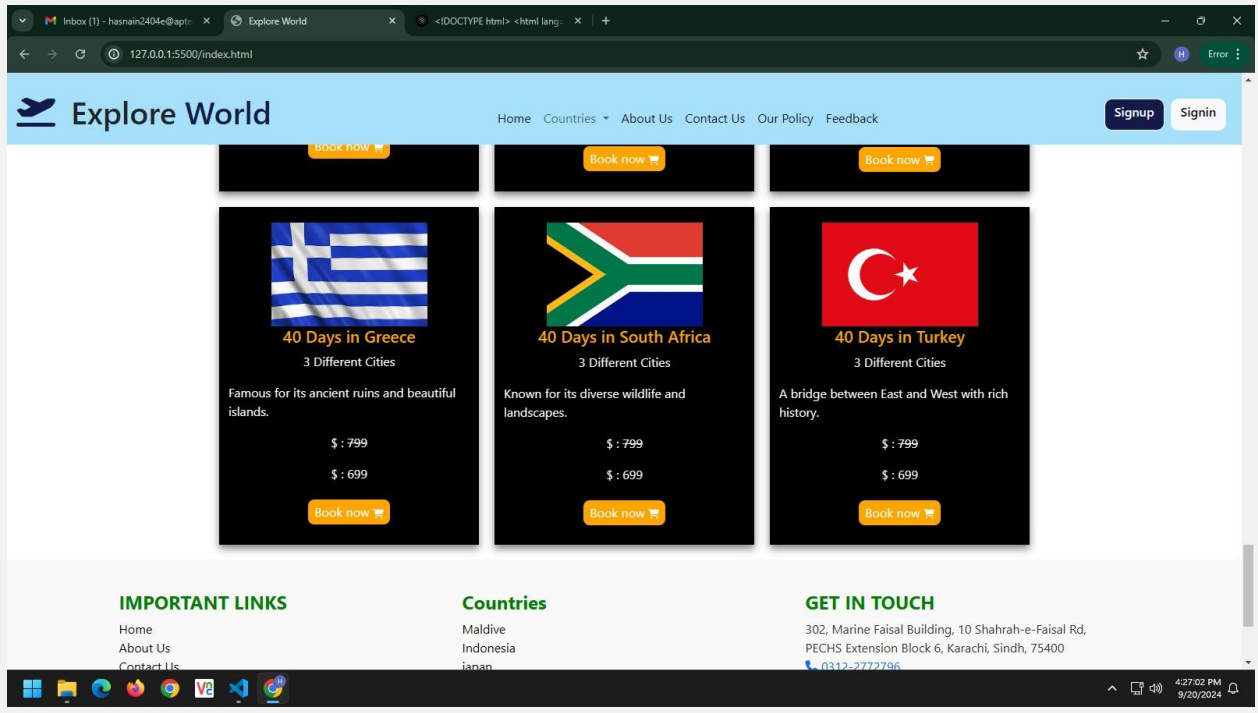 Inbox (1) - hasnain2404e@apte
Explore World
<!DOCTYPE html> <html lang=
127.0.0.1:5500/index.html
H
Error
Explore World
Home Countries About Us Contact Us Our Policy Feedback
Signup Signin
Book now Book now Book now
40 Days in Greece
3 Different Cities
Famous for its ancient ruins and beautiful
islands.
$ : 799
$ : 699
Book now
40 Days in South Africa
3 Different Cities
Known for its diverse wildlife and
landscapes.
$ : 799
$ : 699
Book now
40 Days in Turkey
3 Different Cities
A bridge between East and West with rich
history.
$ : 799
$ : 699
Book now
IMPORTANT LINKS
Home
About Us
Contact Us
Countries
Maldive
Indonesia
japan
GET IN TOUCH
302, Marine Faisal Building, 10 Shahrah-e-Faisal Rd,
PECHS Extension Block 6, Karachi, Sindh, 75400
0312-2772796
4:27:02 PM
9/20/2024